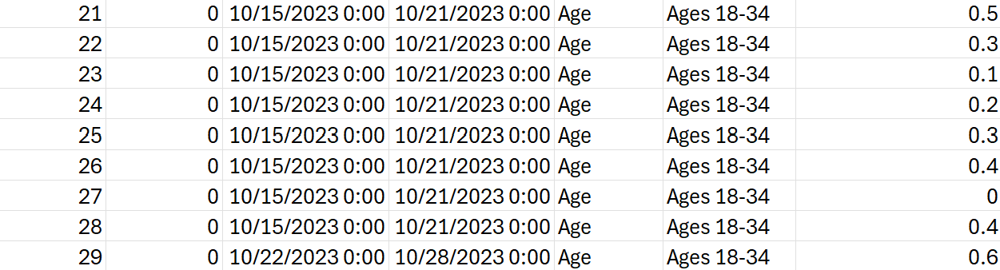 21 0 10/15/2023 0:00 10/21/2023 0:00 Age Ages 18-34 0.5
22 0 10/15/2023 0:00 10/21/2023 0:00 Age Ages 18-34 0.3
23 0 10/15/2023 0:00 10/21/2023 0:00 Age Ages 18-34 0.1
24 0 10/15/2023 0:00 10/21/2023 0:00 Age Ages 18-34 0.2
25 0 10/15/2023 0:00 10/21/2023 0:00 Age Ages 18-34 0.3
26 0 10/15/2023 0:00 10/21/2023 0:00 Age Ages 18-34 0.4
27 0 10/15/2023 0:00 10/21/2023 0:00 Age Ages 18-34 0
28 0 10/15/2023 0:00 10/21/2023 0:00 Age Ages 18-34 0.4
29 0 10/22/2023 0:00 10/28/2023 0:00 Age Ages 18-34 0.6